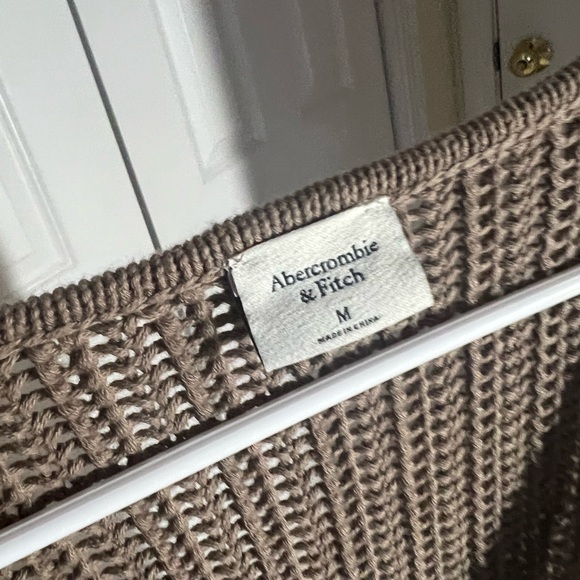 Abercrombie
& Fitch
M
MADE IN CHINA